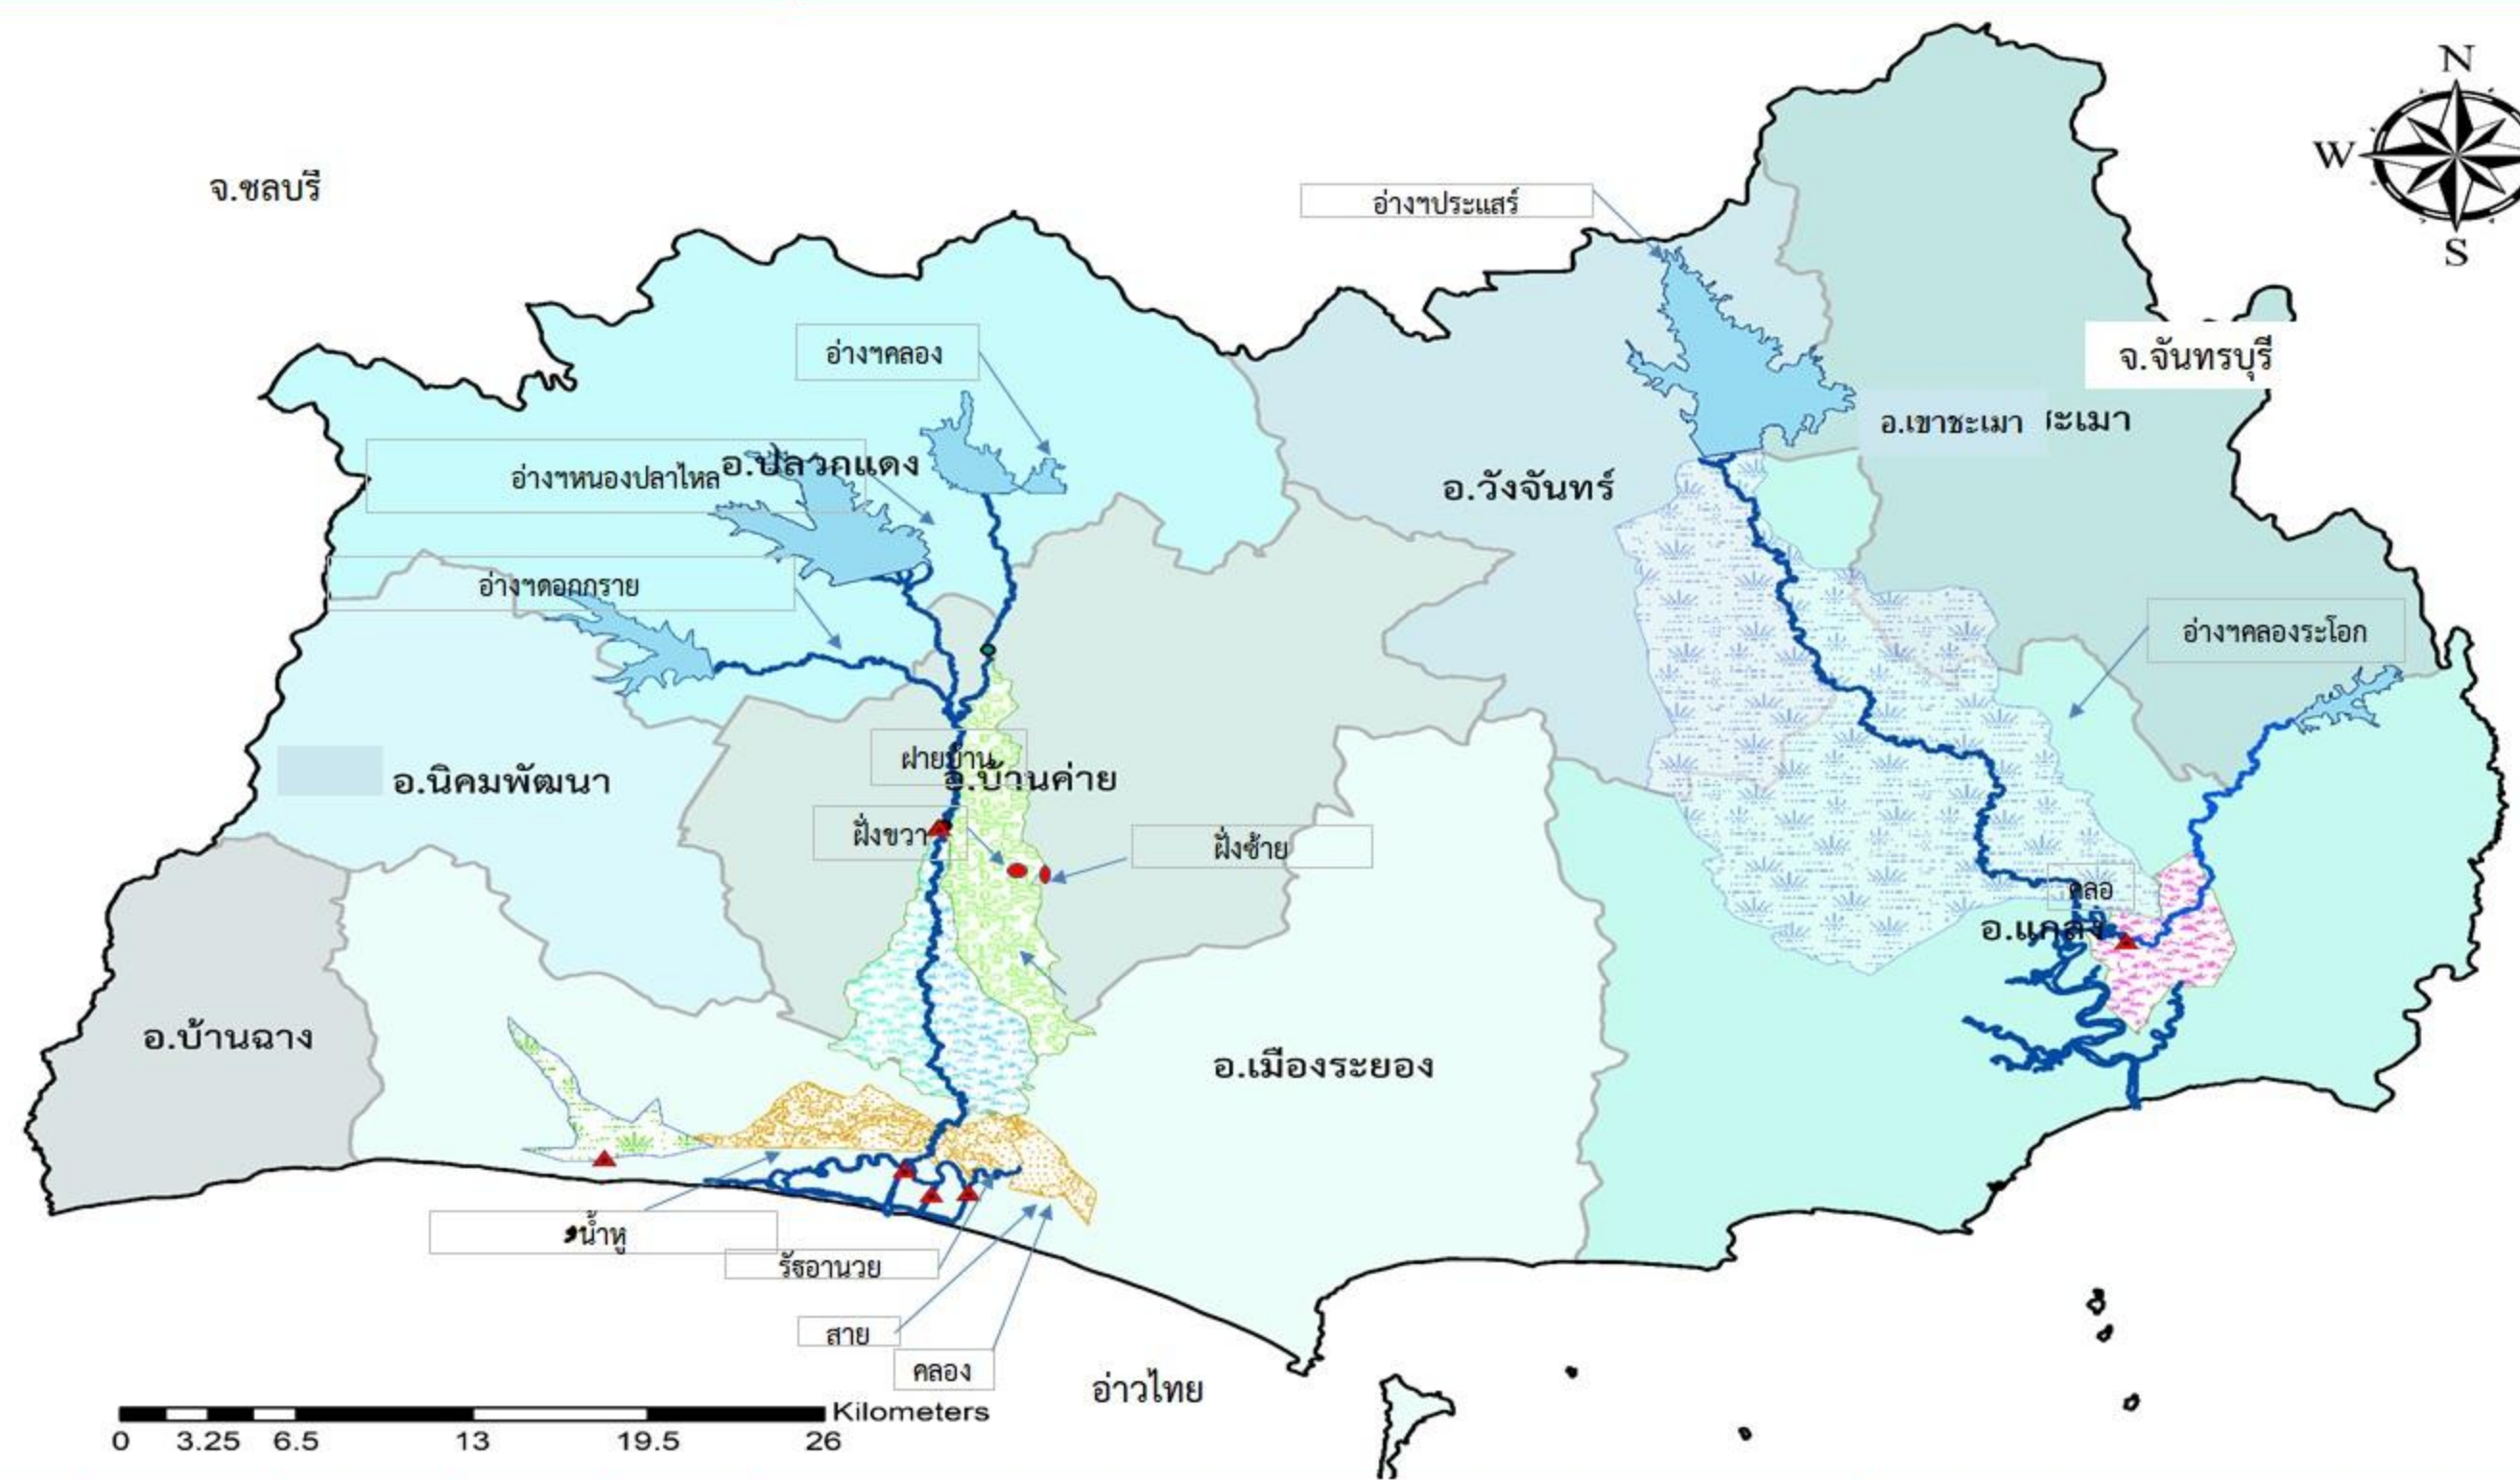 N
W
S
จ.ชลบรี
อ่างฯประแสร์
อ่างฯคลอง
จ.จันทรบุรี
อ.เขาชะเมา
ะเมา
อ.ปลวกแดง
อ่างฯหนองปลาไหล
อ.วังจันทร์
อ่างฯดอกกราย
อ่างฯคลองระโอก
อ.นิคมพัฒนา
ฝายบ้าน
อ.บ้านค่าย
ฝั่งขวา
ฝั่งซ้าย
คลอ
อ.แกลง
อ.บ้านฉาง
อ.เมืองระยอง
น้ำหู
รัฐอานวย
สาย
คลอง
อ่าวไทย
Kilometers
0 3.25 6.5 13 19.5 26